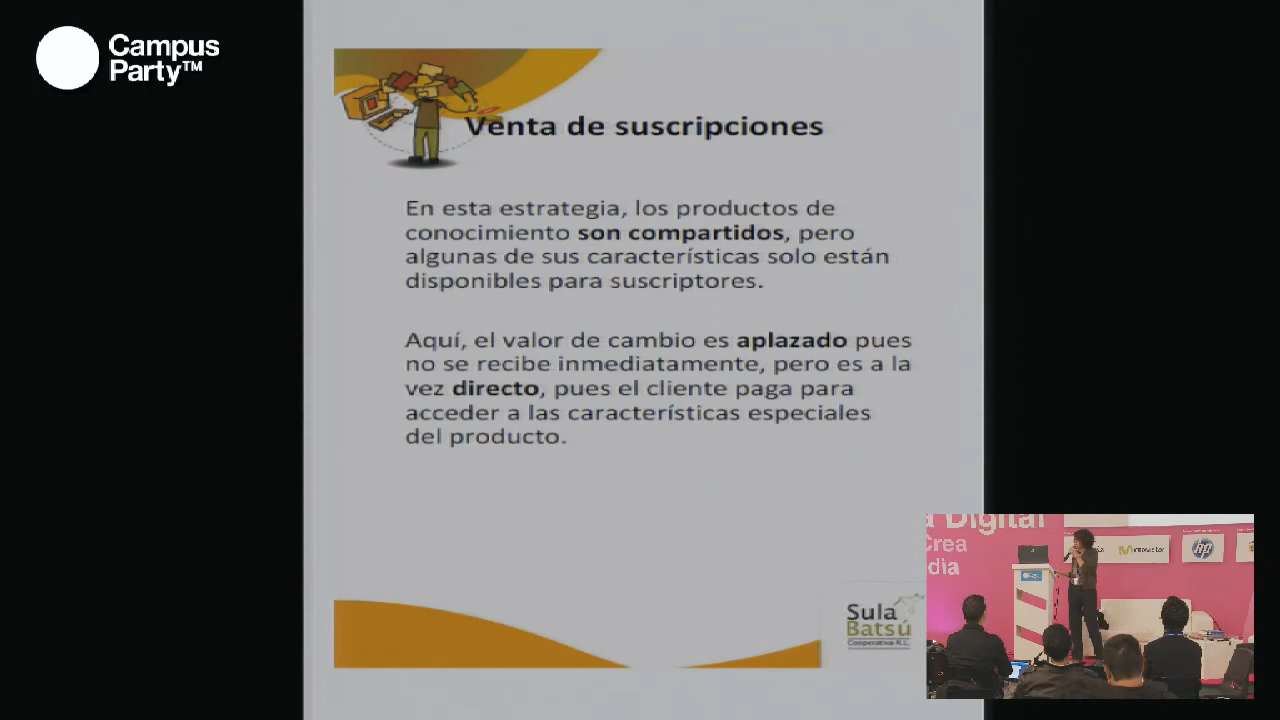 Campus
Party™
Venta de suscripciones
En esta estrategia, los productos de
conocimiento son compartidos, pero
algunas de sus características solo están
disponibles para suscriptores.
Aquí, el valor de cambio es aplazado pues
no se recibe inmediatamente, pero es a la
vez directo, pues el cliente paga para
acceder a las características especiales
del producto.
Sula
Batsú
Cooperativa R.L.
a Digital
Crea
dia
movistar
hp